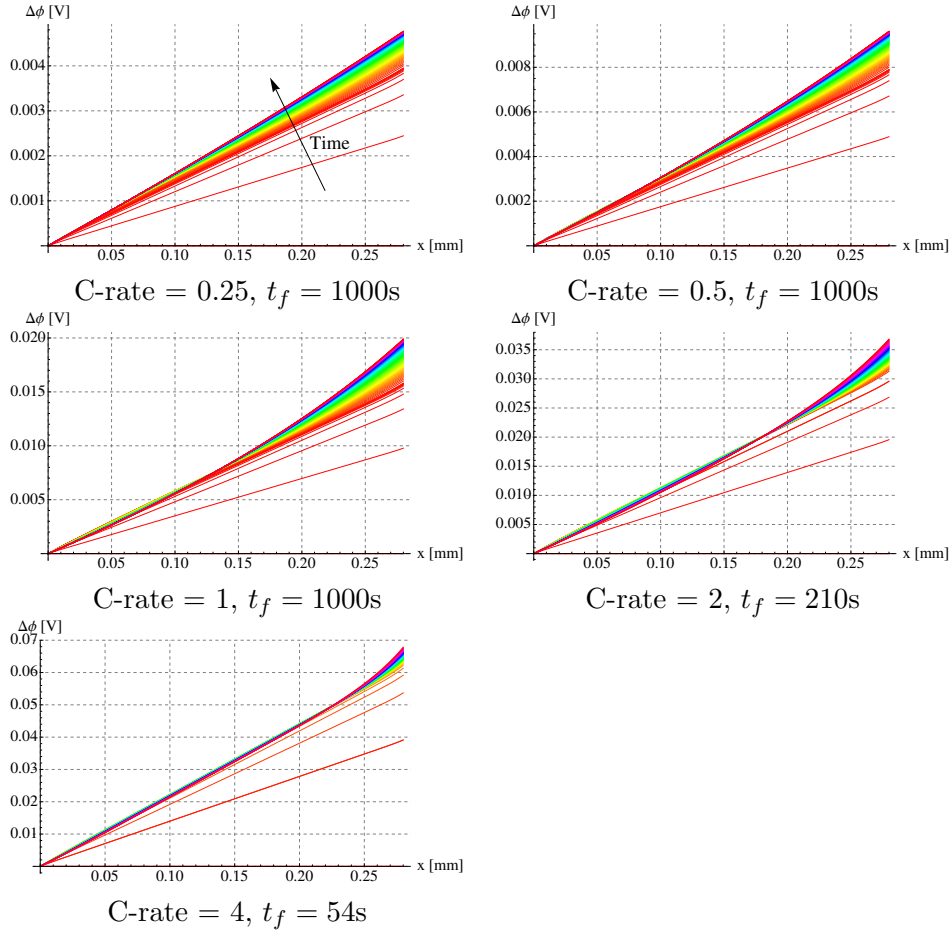 Δϕ [V]
0.004
0.003
0.002
0.001
Time
0.05 0.10 0.15 0.20 0.25
x [mm]
C-rate = 0.25, t_f = 1000s
Δϕ [V]
0.008
0.006
0.004
0.002
0.05 0.10 0.15 0.20 0.25
x [mm]
C-rate = 0.5, t_f = 1000s
Δϕ [V]
0.020
0.015
0.010
0.005
0.05 0.10 0.15 0.20 0.25
x [mm]
C-rate = 1, t_f = 1000s
Δϕ [V]
0.035
0.030
0.025
0.020
0.015
0.010
0.005
0.05 0.10 0.15 0.20 0.25
x [mm]
C-rate = 2, t_f = 210s
Δϕ [V]
0.07
0.06
0.05
0.04
0.03
0.02
0.01
0.05 0.10 0.15 0.20 0.25
x [mm]
C-rate = 4, t_f = 54s